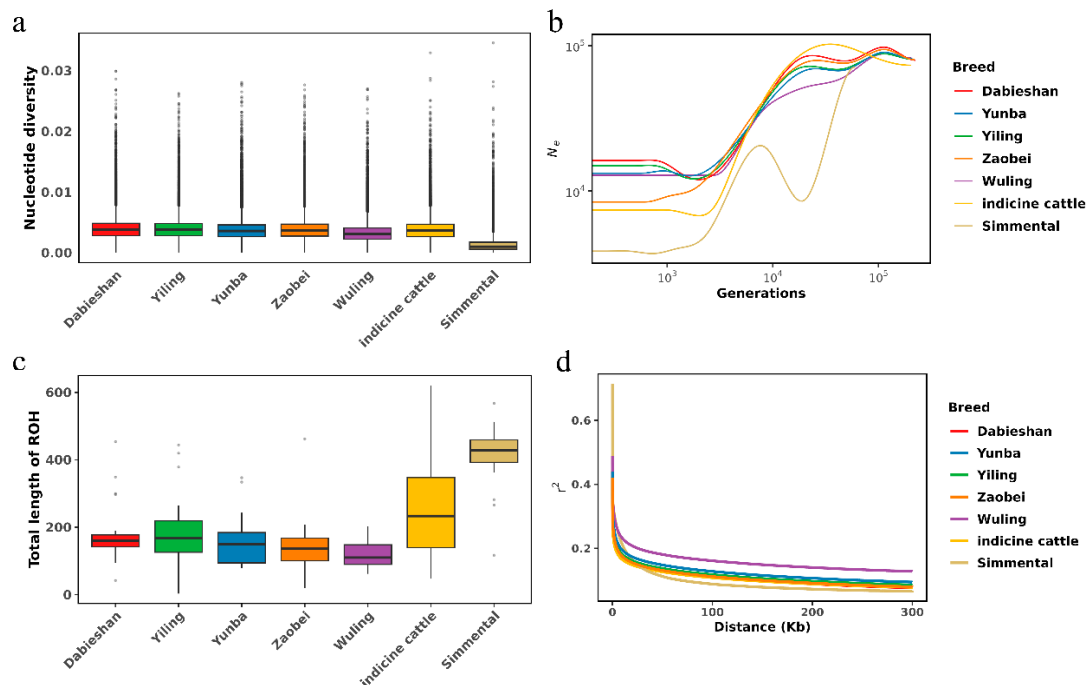 a
Nucleotide diversity
0.03
0.02
0.01
0.00
Dabieshan
Yiling
Yunba
Zaobei
Wuling
indicine cattle
Simmental
b
Nₑ
10⁵
10⁴
10³
10⁴
10⁵
Generations
Breed
Dabieshan
Yunba
Yiling
Zaobei
Wuling
indicine cattle
Simmental
c
Total length of ROH
600
400
200
0
Dabieshan
Yiling
Yunba
Zaobei
Wuling
indicine cattle
Simmental
d
r²
0.6
0.4
0.2
0
100
200
300
Distance (Kb)
Breed
Dabieshan
Yunba
Yiling
Zaobei
Wuling
indicine cattle
Simmental